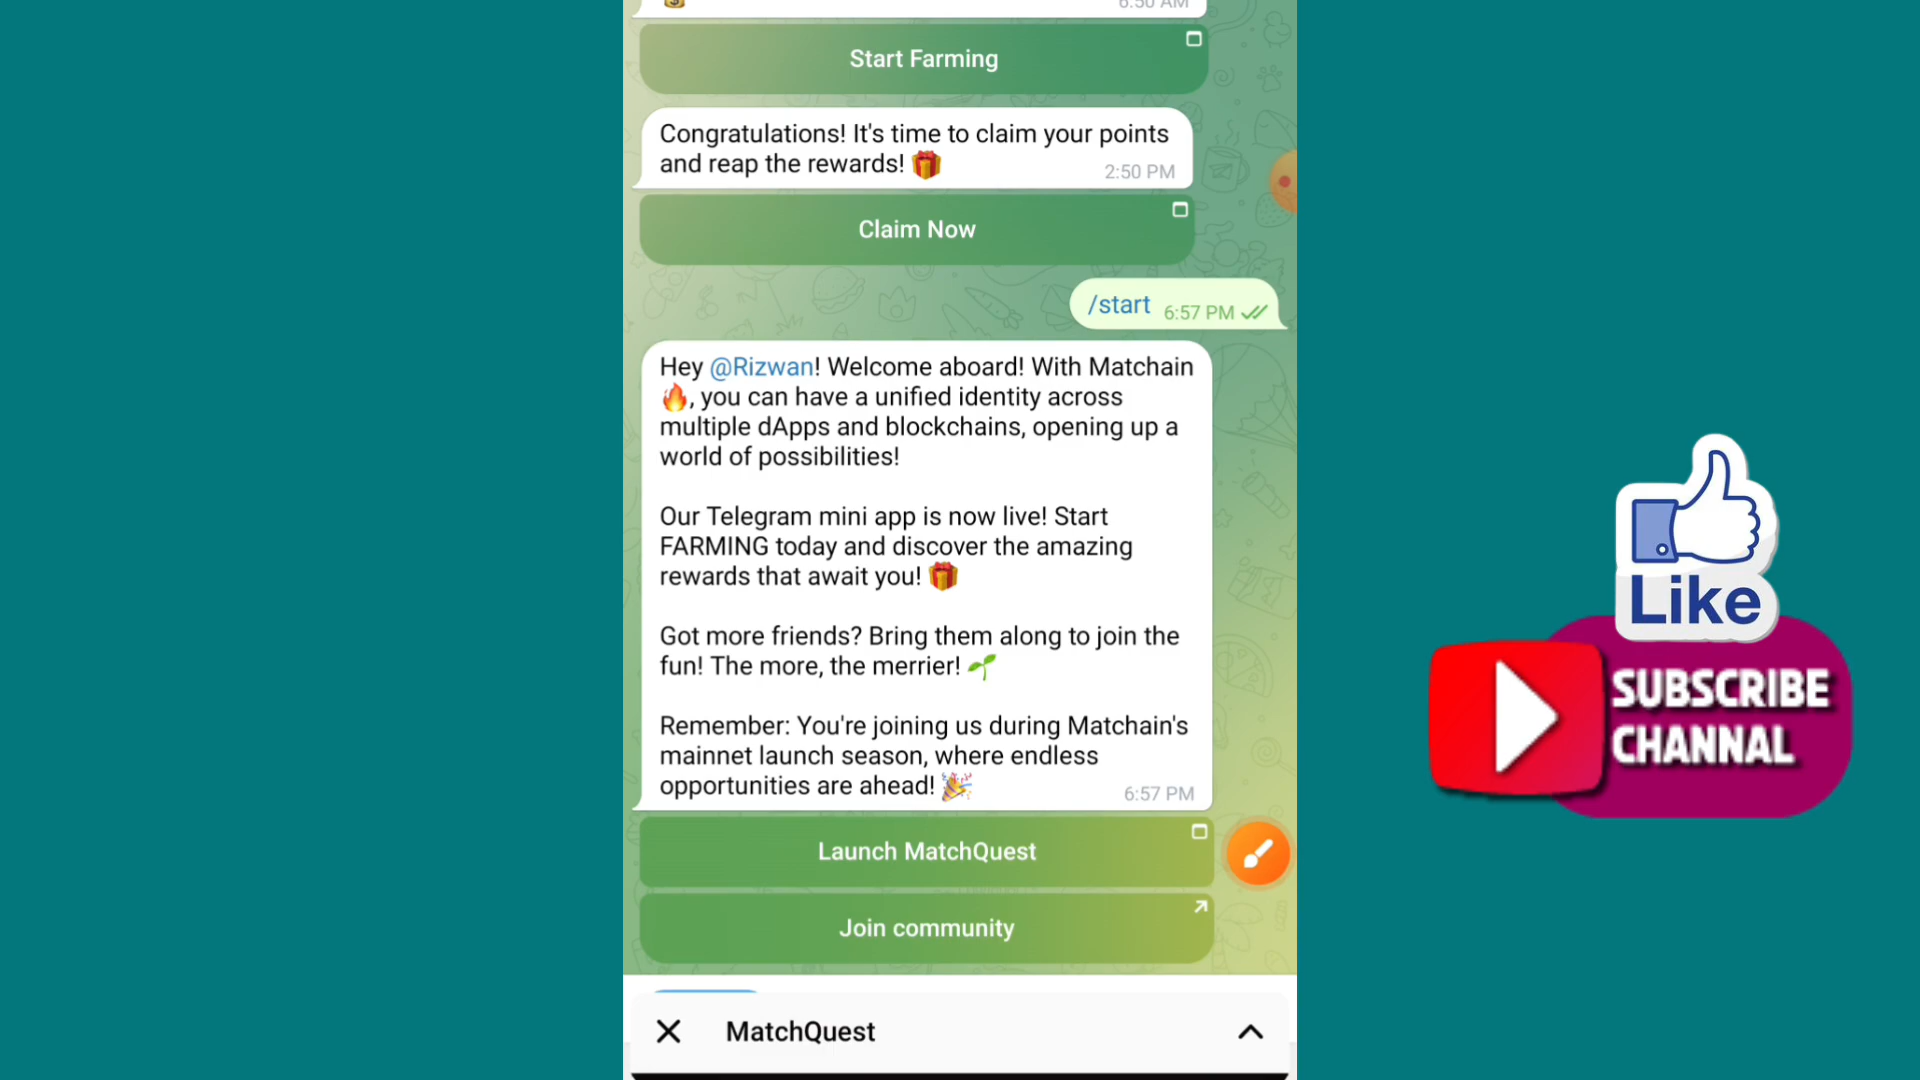 6:50 AM
Start Farming
Congratulations! It's time to claim your points
and reap the rewards! 🎁
2:50 PM
Claim Now
/start 6:57 PM
Hey @Rizwan! Welcome aboard! With Matchain
🔥, you can have a unified identity across
multiple dApps and blockchains, opening up a
world of possibilities!
Our Telegram mini app is now live! Start
FARMING today and discover the amazing
rewards that await you! 🎁
Got more friends? Bring them along to join the
fun! The more, the merrier! 🌱
Remember: You're joining us during Matchain's
mainnet launch season, where endless
opportunities are ahead! 🎉
6:57 PM
Launch MatchQuest
Join community
MatchQuest
Like
SUBSCRIBE
CHANNAL